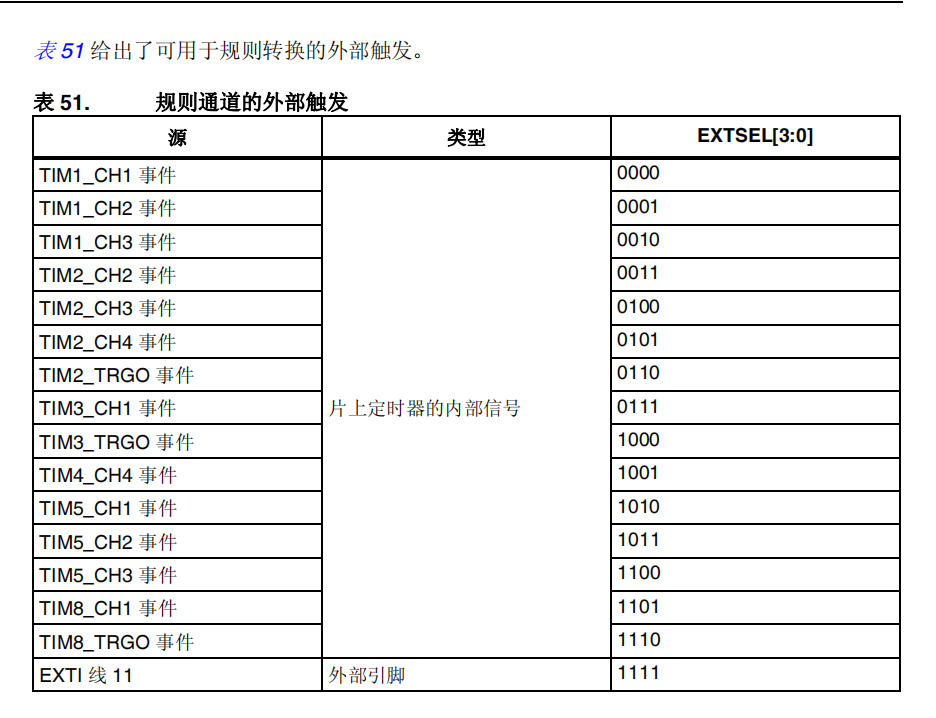 表 51 给出了可用于规则转换的外部触发。
表 51. 规则通道的外部触发
源 类型 EXTSEL[3:0]
TIM1_CH1 事件 0000
TIM1_CH2 事件 0001
TIM1_CH3 事件 0010
TIM2_CH2 事件 0011
TIM2_CH3 事件 0100
TIM2_CH4 事件 0101
TIM2_TRGO 事件 0110
TIM3_CH1 事件 片上定时器的内部信号 0111
TIM3_TRGO 事件 1000
TIM4_CH4 事件 1001
TIM5_CH1 事件 1010
TIM5_CH2 事件 1011
TIM5_CH3 事件 1100
TIM8_CH1 事件 1101
TIM8_TRGO 事件 1110
EXTI 线 11 外部引脚 1111